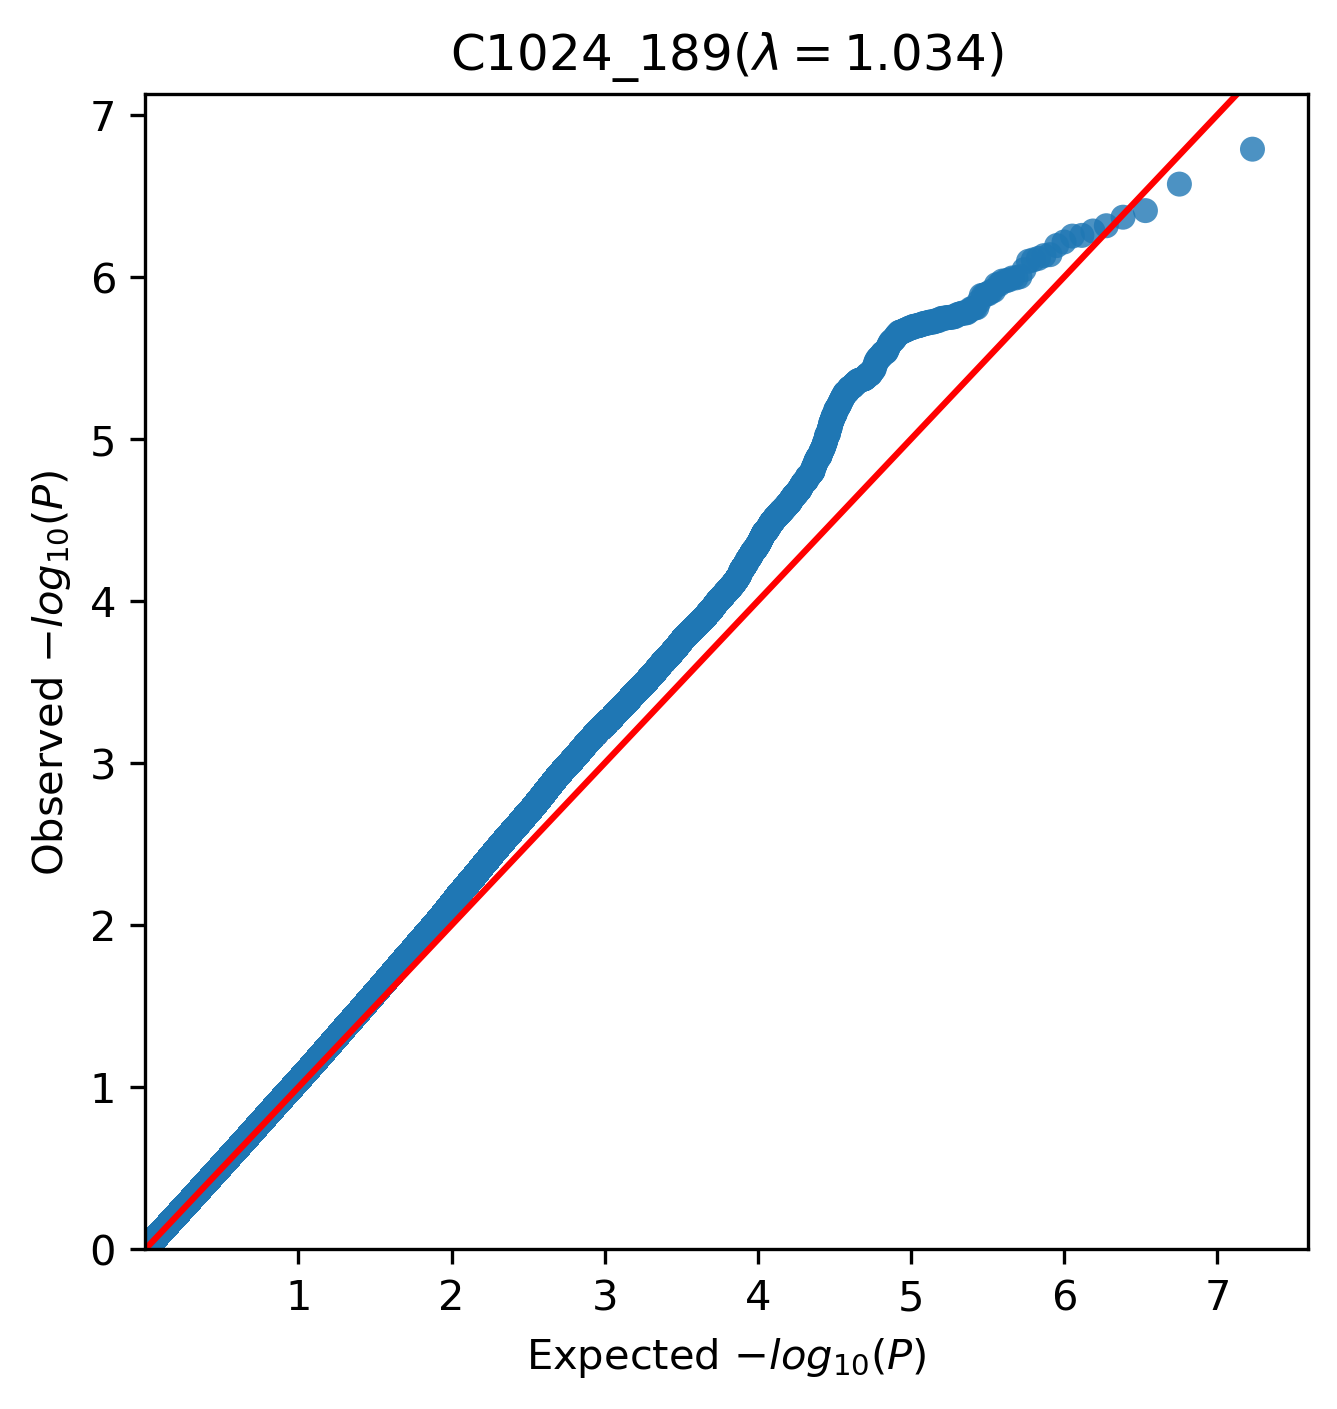 C1024_189(λ = 1.034)
7
6
5
4
3
2
1
0
Observed −log₁₀(P)
1 2 3 4 5 6 7
Expected −log₁₀(P)